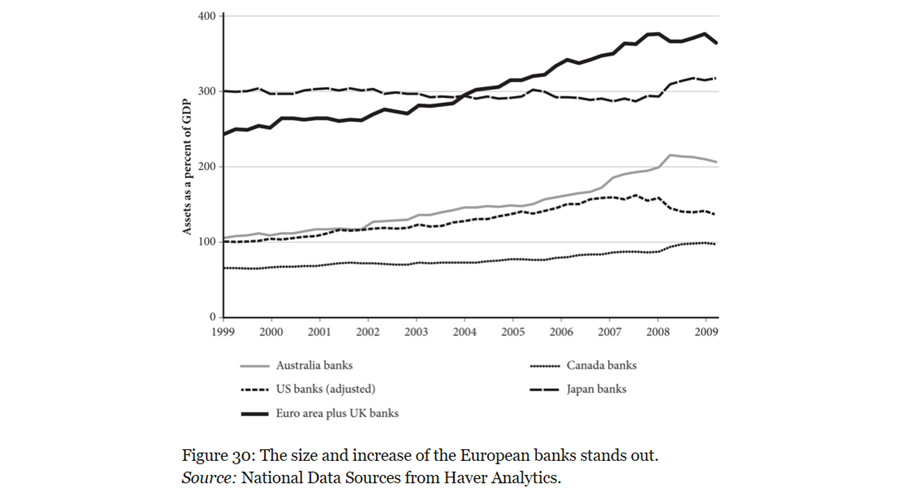 Assets as a percent of GDP
400
300
200
100
0
1999 2000 2001 2002 2003 2004 2005 2006 2007 2008 2009
Australia banks
Canada banks
US banks (adjusted)
Japan banks
Euro area plus UK banks
Figure 30: The size and increase of the European banks stands out.
Source: National Data Sources from Haver Analytics.